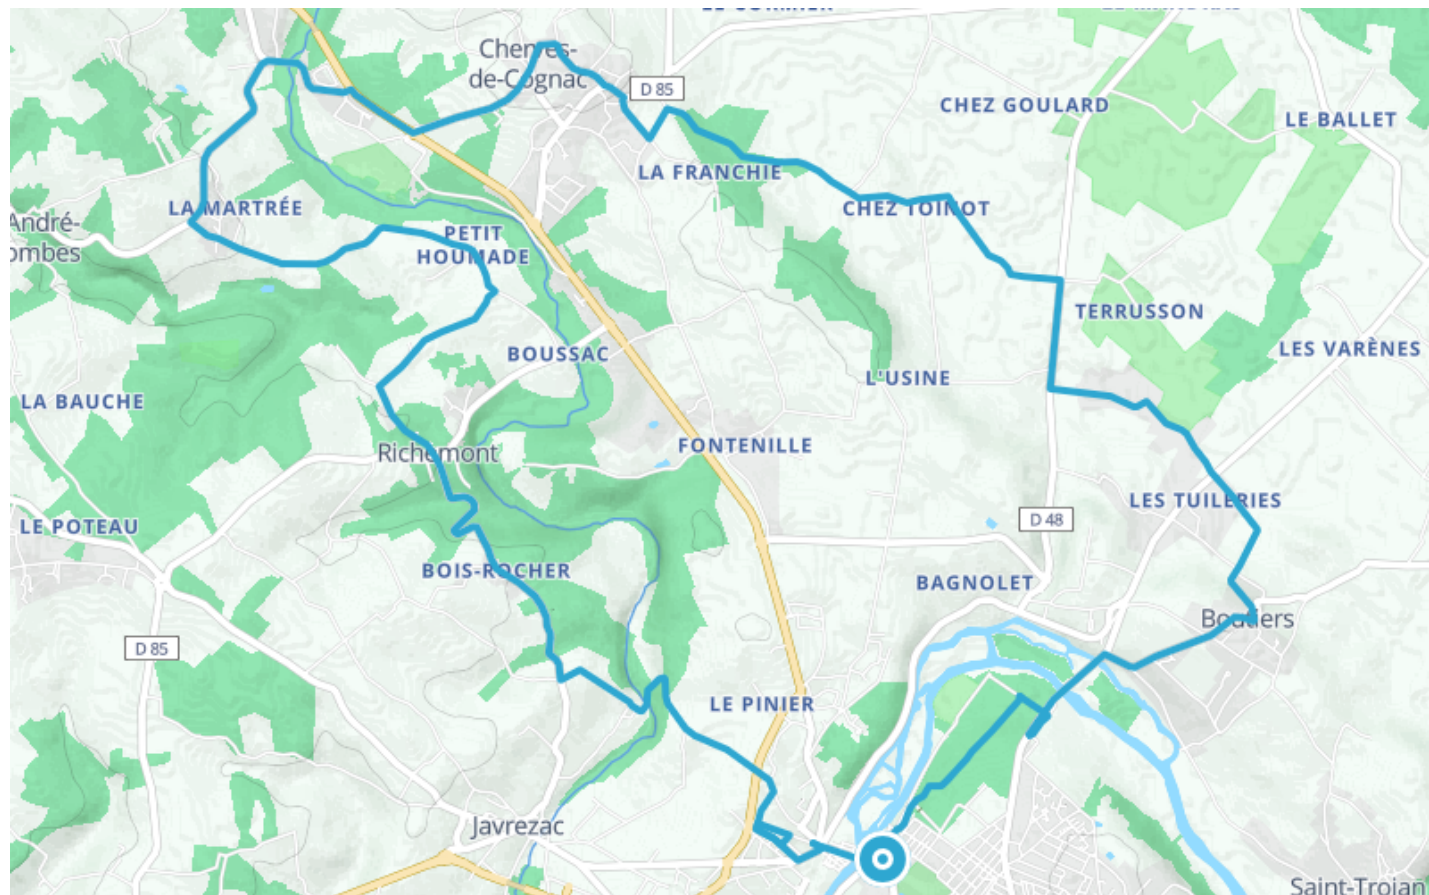 Cherves-
de-Cognac
D 85
CHEZ GOULARD
LE BALLET
LA FRANCHIE
LA MARTRÉE
CHEZ TOINOT
André-
ombes
PETIT
HOUMADE
TERRUSSON
BOUSSAC
LES VARÈNES
L'USINE
LA BAUCHE
FONTENILLE
Richemont
LES TUILERIES
LE POTEAU
D 48
BOIS-ROCHER
BAGNOLET
Boutiers
D 85
LE PINIER
Javrezac
Saint-Trojan